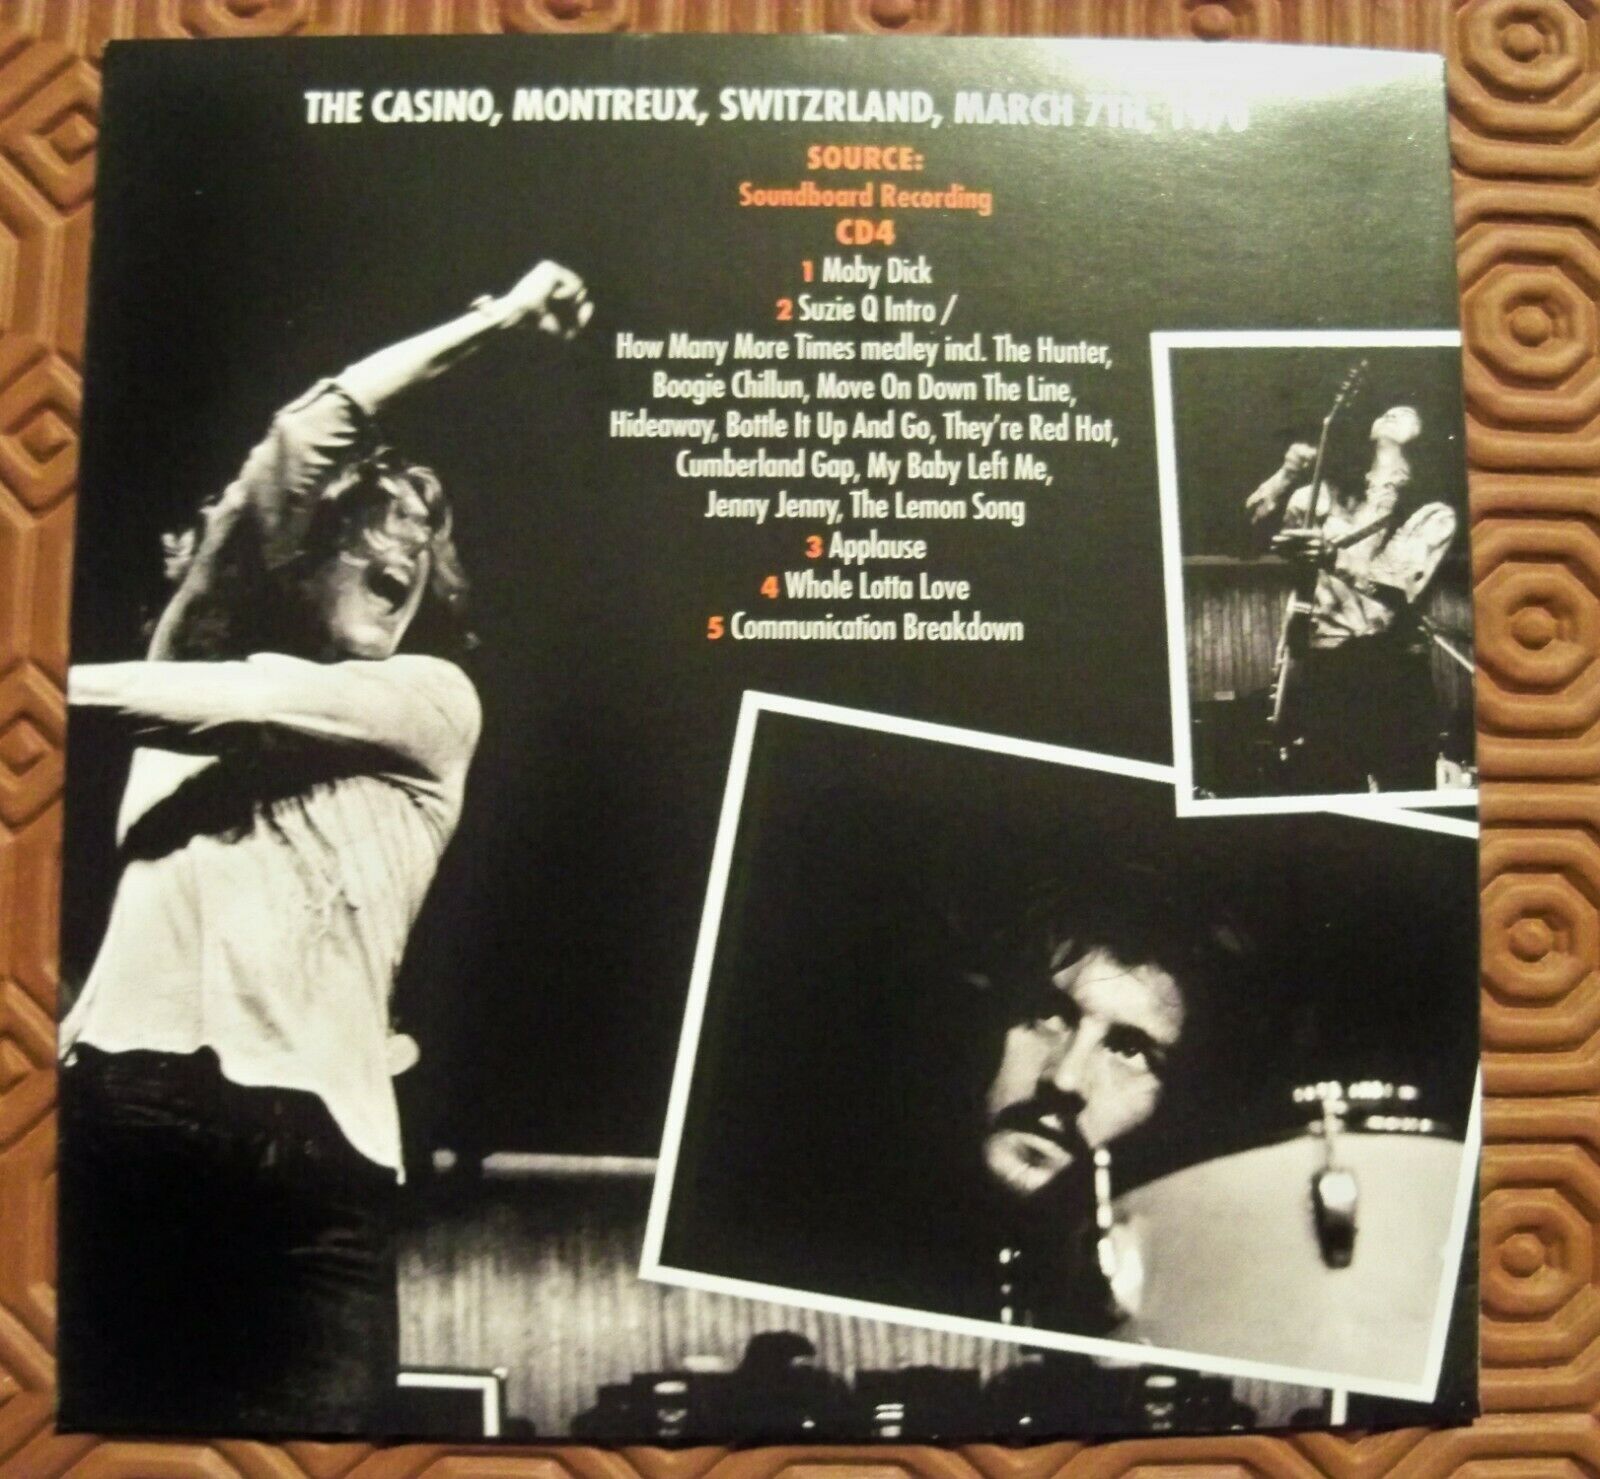 THE CASINO, MONTREUX, SWITZRLAND, MARCH 7TH, 1970
SOURCE:
Soundboard Recording
CD4
1 Moby Dick
2 Suzie Q Intro /
How Many More Times medley incl. The Hunter,
Boogie Chillun, Move On Down The Line,
Hideaway, Bottle It Up And Go, They're Red Hot,
Cumberland Gap, My Baby Left Me,
Jenny Jenny, The Lemon Song
3 Applause
4 Whole Lotta Love
5 Communication Breakdown